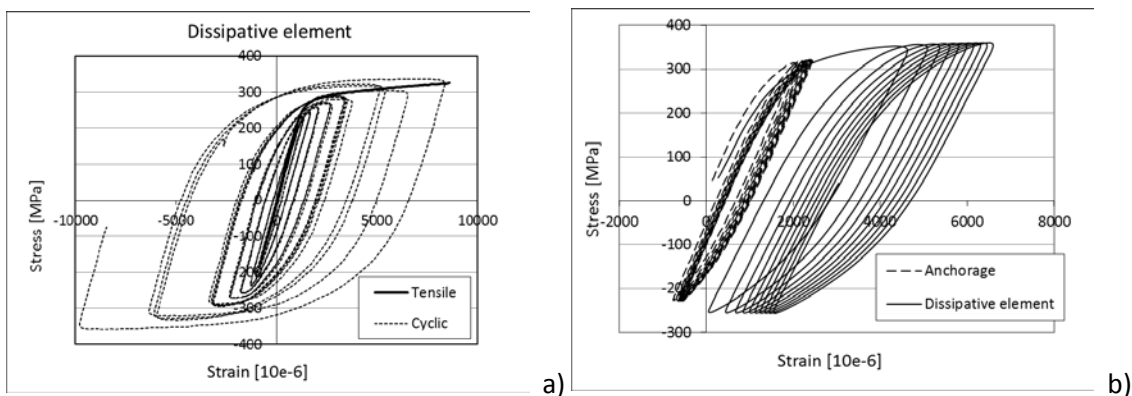 Dissipative element
400
300
200
100
0
-100
-200
-300
-400
-10000 -5000 0 5000 10000
Stress [MPa]
Strain [10e-6]
Tensile
Cyclic
a)
400
300
200
100
0
-100
-200
-300
-2000 0 2000 4000 6000 8000
Stress [MPa]
Strain [10e-6]
Anchorage
Dissipative element
b)